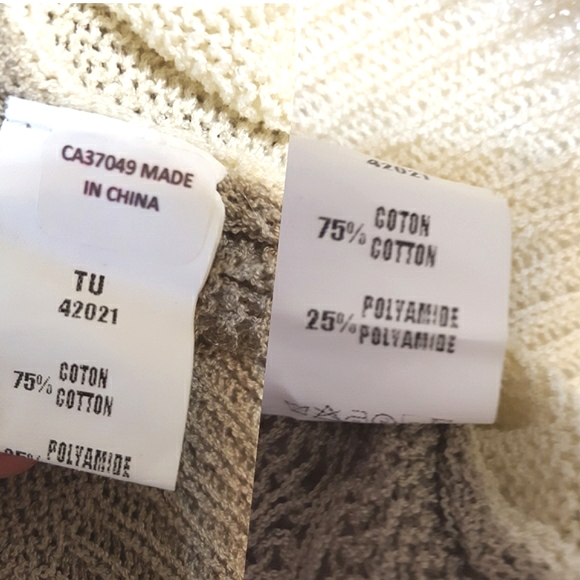 CA37049 MADE
IN CHINA
TU
42021
75% COTON
COTTON
POLYAMIDE
42021
75% COTON
COTTON
25% POLYAMIDE
POLYAMIDE